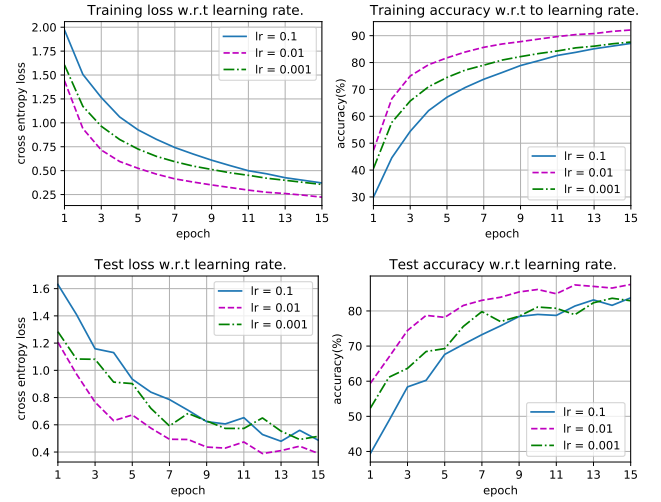 Training loss w.r.t learning rate.
2.00
1.75
1.50
1.25
1.00
0.75
0.50
0.25
cross entropy loss
lr = 0.1
lr = 0.01
lr = 0.001
1 3 5 7 9 11 13 15
epoch
Training accuracy w.r.t to learning rate.
90
80
70
60
50
40
30
accuracy(%)
lr = 0.1
lr = 0.01
lr = 0.001
1 3 5 7 9 11 13 15
epoch
Test loss w.r.t learning rate.
1.6
1.4
1.2
1.0
0.8
0.6
0.4
cross entropy loss
lr = 0.1
lr = 0.01
lr = 0.001
1 3 5 7 9 11 13 15
epoch
Test accuracy w.r.t learning rate.
80
70
60
50
40
accuracy(%)
lr = 0.1
lr = 0.01
lr = 0.001
1 3 5 7 9 11 13 15
epoch